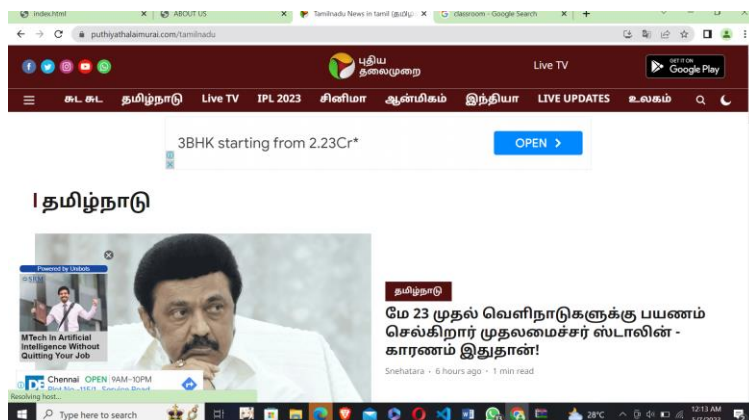 index.html
ABOUT US
Tamilnadu News in tamil
classroom - Google Search
puthiyathalaimurai.com/tamilnadu
புதிய
தலைமுறை
Live TV
GET IT ON
Google Play
சுட சுட தமிழ்நாடு Live TV IPL 2023 சினிமா ஆன்மிகம் இந்தியா LIVE UPDATES உலகம்
3BHK starting from 2.23Cr*
OPEN
தமிழ்நாடு
Powered by Unibots
SRM
MTech In Artificial
Intelligence Without
Quitting Your Job
தமிழ்நாடு
மே 23 முதல் வெளிநாடுகளுக்கு பயணம்
செல்கிறார் முதலமைச்சர் ஸ்டாலின் -
காரணம் இதுதான்!
Snehatara • 6 hours ago • 1 min read
Chennai OPEN 9AM–10PM
Resolving host...
Type here to search
28°C
12:13 AM